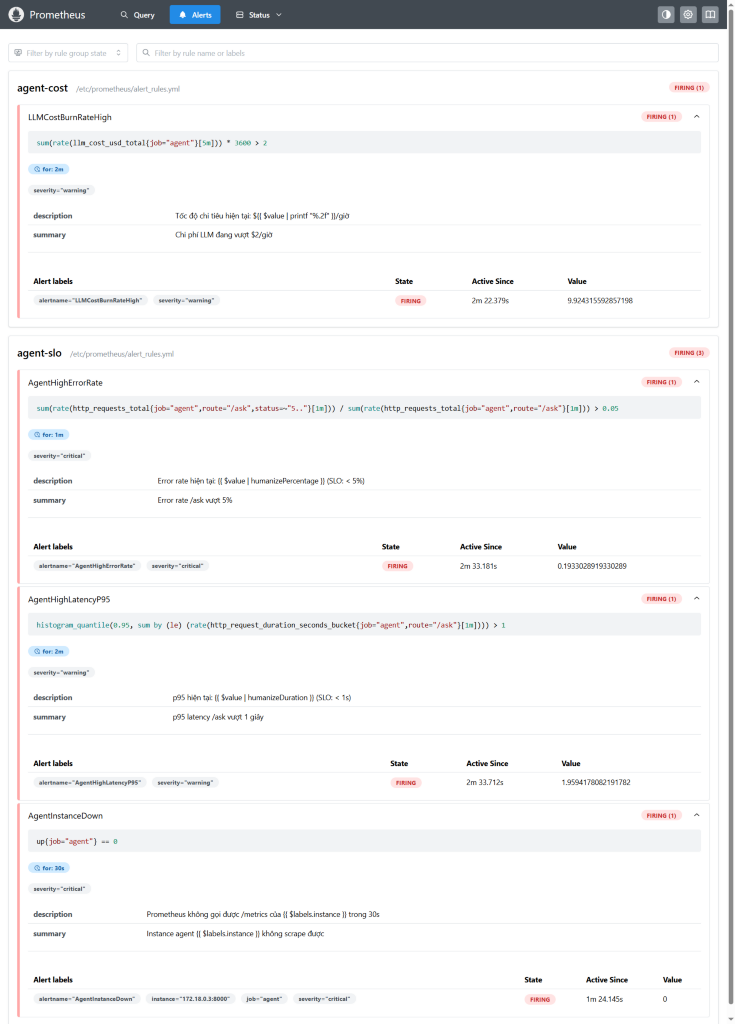 Prometheus Query Alerts Status
Filter by rule group state Filter by rule name or labels
agent-cost /etc/prometheus/alert_rules.yml FIRING (1)
LLMCostBurnRateHigh FIRING (1)
sum(rate(llm_cost_usd_total{job="agent"}[5m])) * 3600 > 2
for: 2m
severity="warning"
description Tốc độ chi tiêu hiện tại: ${{ $value | printf "%.2f" }}/giờ
summary Chi phí LLM đang vượt $2/giờ
Alert labels State Active Since Value
alertname="LLMCostBurnRateHigh" severity="warning" FIRING 2m 22.379s 9.924315592857198
agent-slo /etc/prometheus/alert_rules.yml FIRING (3)
AgentHighErrorRate FIRING (1)
sum(rate(http_requests_total{job="agent",route="/ask",status=~"5.."}[1m])) / sum(rate(http_requests_total{job="agent",route="/ask"}[1m])) > 0.05
for: 1m
severity="critical"
description Error rate hiện tại: {{ $value | humanizePercentage }} (SLO: < 5%)
summary Error rate /ask vượt 5%
Alert labels State Active Since Value
alertname="AgentHighErrorRate" severity="critical" FIRING 2m 33.181s 0.1933028919330289
AgentHighLatencyP95 FIRING (1)
histogram_quantile(0.95, sum by (le) (rate(http_request_duration_seconds_bucket{job="agent",route="/ask"}[1m]))) > 1
for: 2m
severity="warning"
description p95 hiện tại: {{ $value | humanizeDuration }} (SLO: < 1s)
summary p95 latency /ask vượt 1 giây
Alert labels State Active Since Value
alertname="AgentHighLatencyP95" severity="warning" FIRING 2m 33.712s 1.9594178082191782
AgentInstanceDown FIRING (1)
up{job="agent"} == 0
for: 30s
severity="critical"
description Prometheus không gọi được /metrics của {{ $labels.instance }} trong 30s
summary Instance agent {{ $labels.instance }} không scrape được
Alert labels State Active Since Value
alertname="AgentInstanceDown" instance="172.18.0.3:8000" job="agent" severity="critical" FIRING 1m 24.145s 0